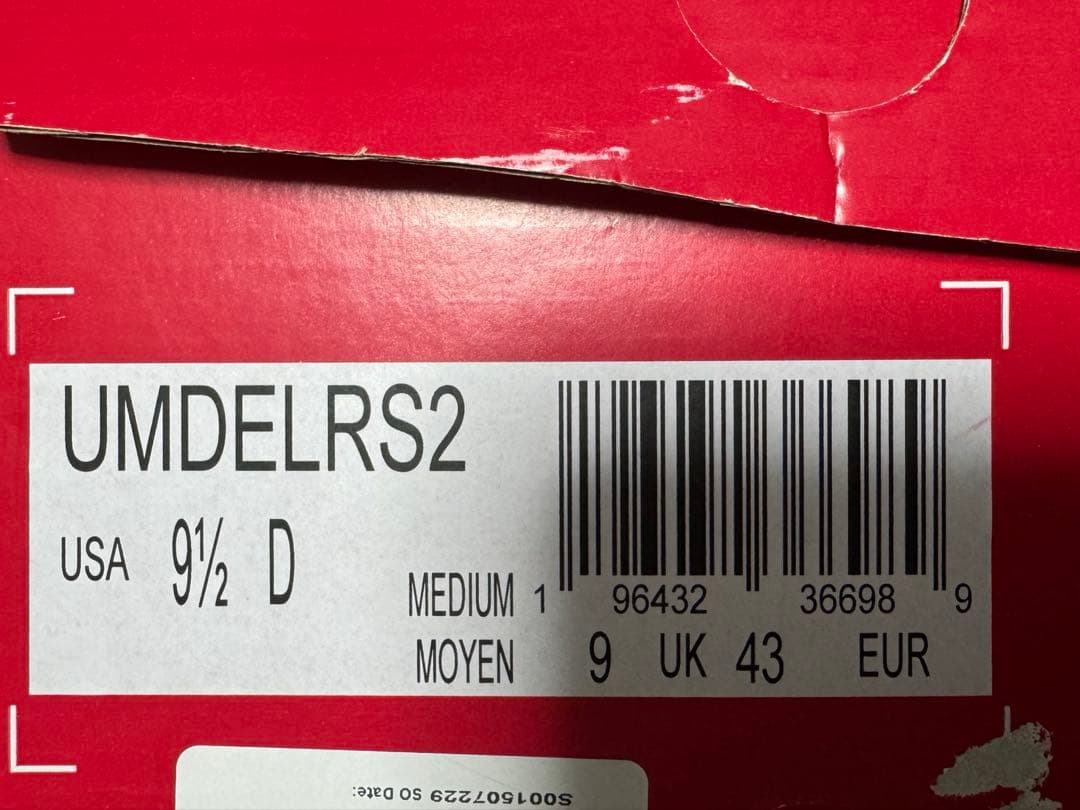 UMDELRS2
USA 9½ D
MEDIUM
MOYEN
1 96432 36698 9
9 UK 43 EUR
S001507229 SO Date: